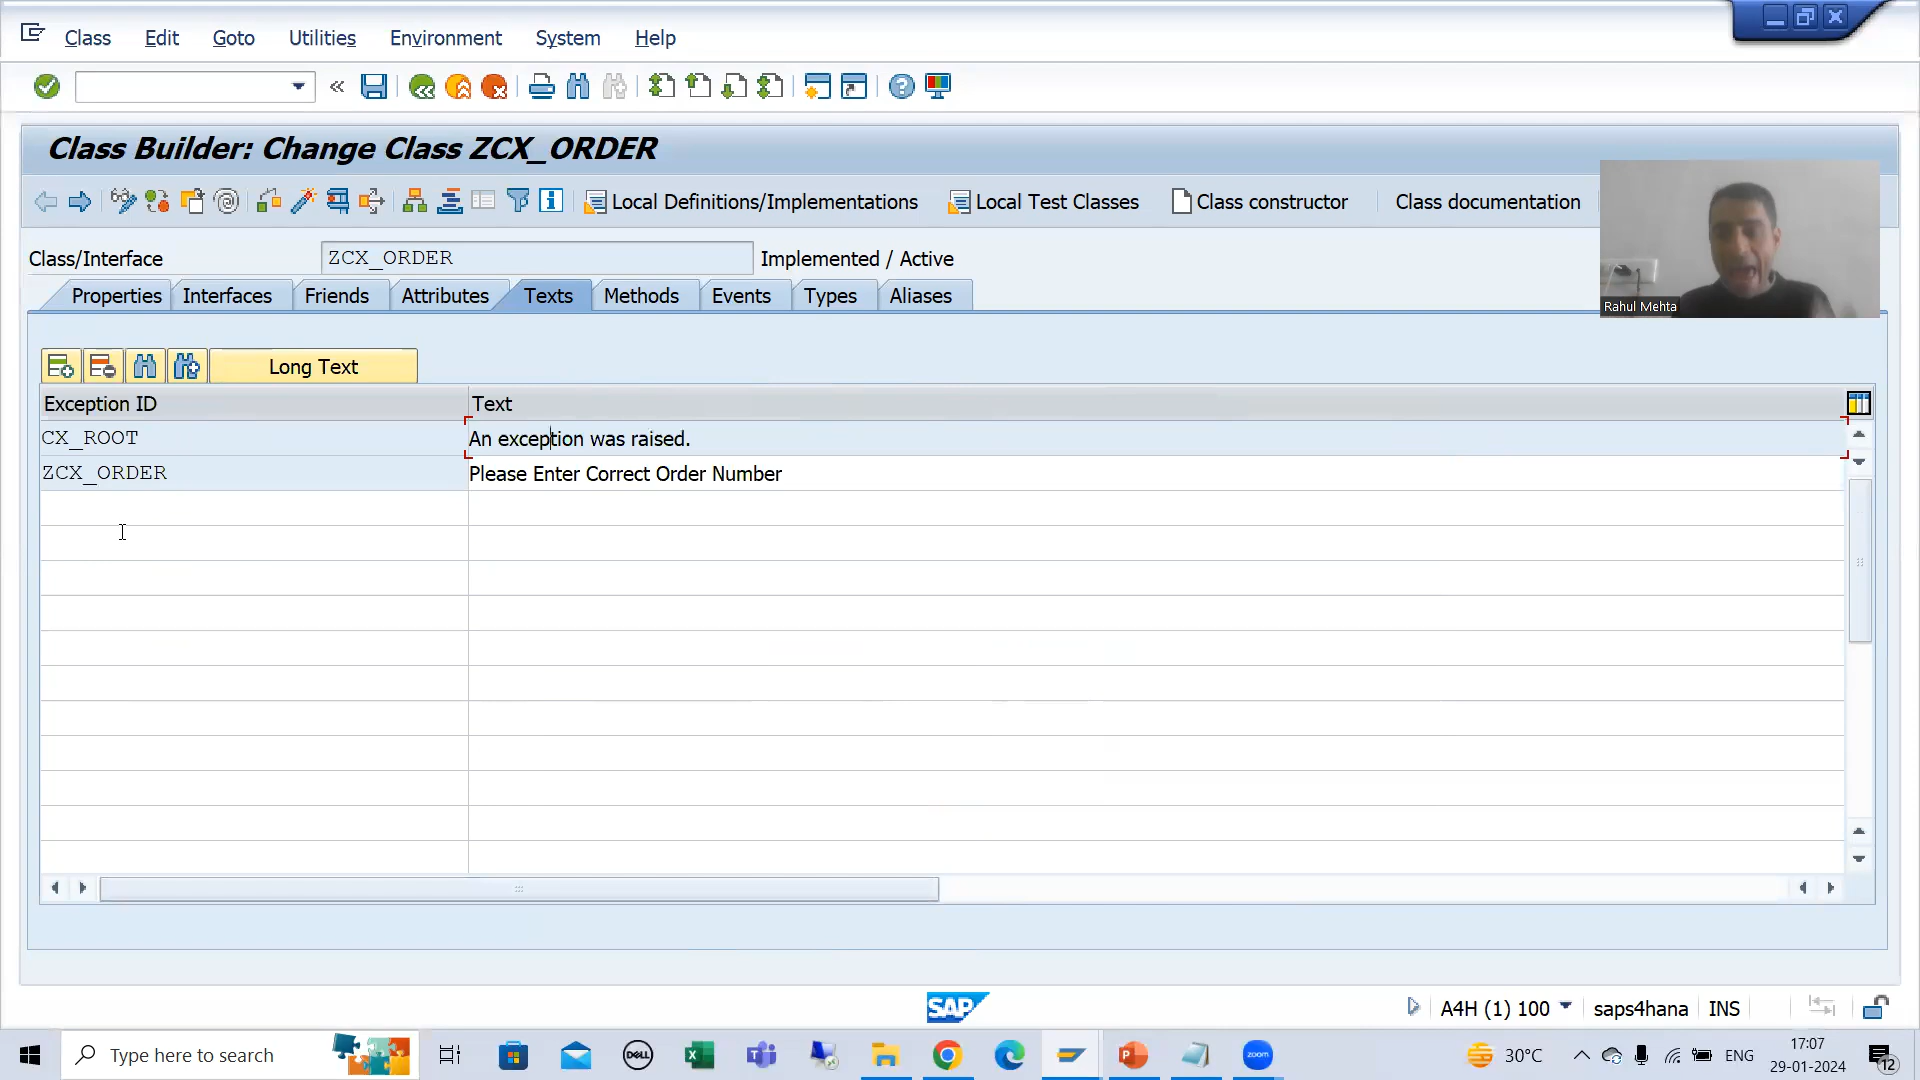 Class Edit Goto Utilities Environment System Help
Class Builder: Change Class ZCX_ORDER
Local Definitions/Implementations Local Test Classes Class constructor Class documentation
Rahul Mehta
Class/Interface ZCX_ORDER Implemented / Active
Properties Interfaces Friends Attributes Texts Methods Events Types Aliases
Long Text
Exception ID Text
CX_ROOT An exception was raised.
ZCX_ORDER Please Enter Correct Order Number
SAP A4H (1) 100 saps4hana INS
Type here to search DELL zoom 30°C ENG 17:07
29-01-2024 12